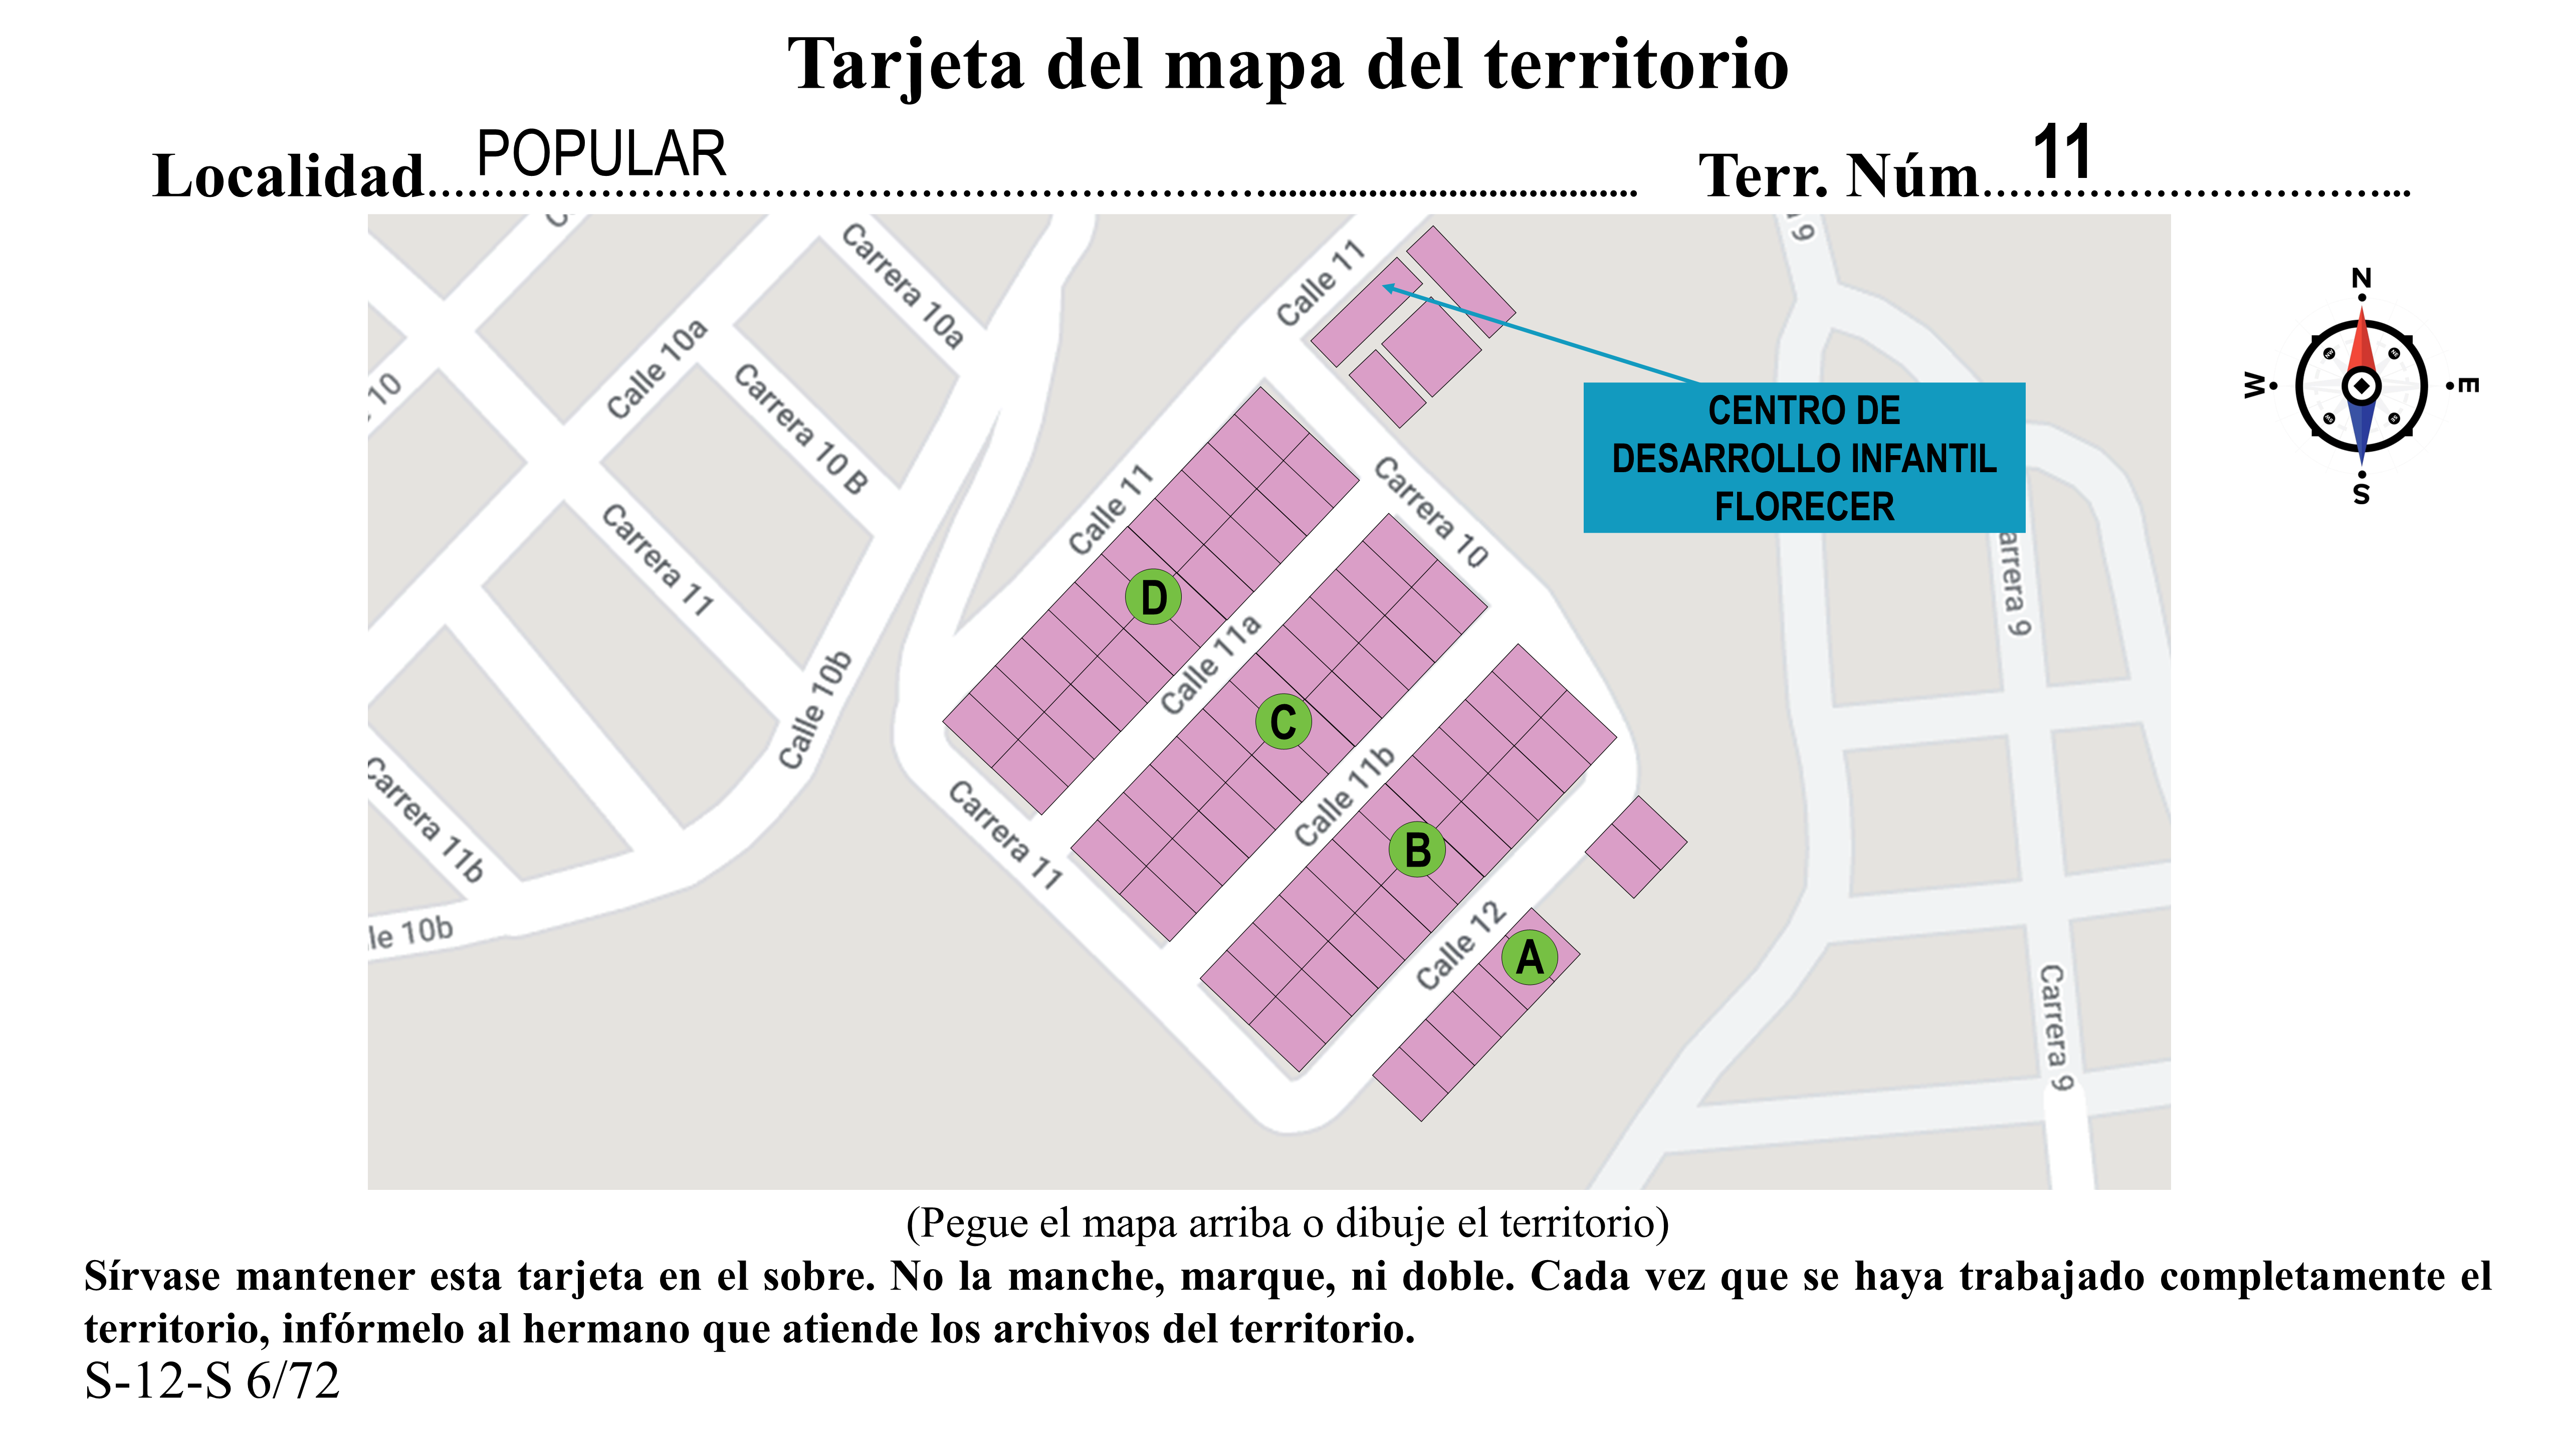 Tarjeta del mapa del territorio
Localidad POPULAR Terr. Núm 11
Calle 11
Carrera 10a
Calle 10a
10
Carrera 10 B
Carrera 11
Calle 10b
Carrera 11b
le 10b
Calle 11
Carrera 10
CENTRO DE
DESARROLLO INFANTIL
FLORECER
D
Calle 11a
C
Calle 11b
B
Carrera 11
Calle 12
A
9
arrera 9
Carrera 9
N
W
E
S
(Pegue el mapa arriba o dibuje el territorio)
Sírvase mantener esta tarjeta en el sobre. No la manche, marque, ni doble. Cada vez que se haya trabajado completamente el
territorio, infórmelo al hermano que atiende los archivos del territorio.
S-12-S 6/72